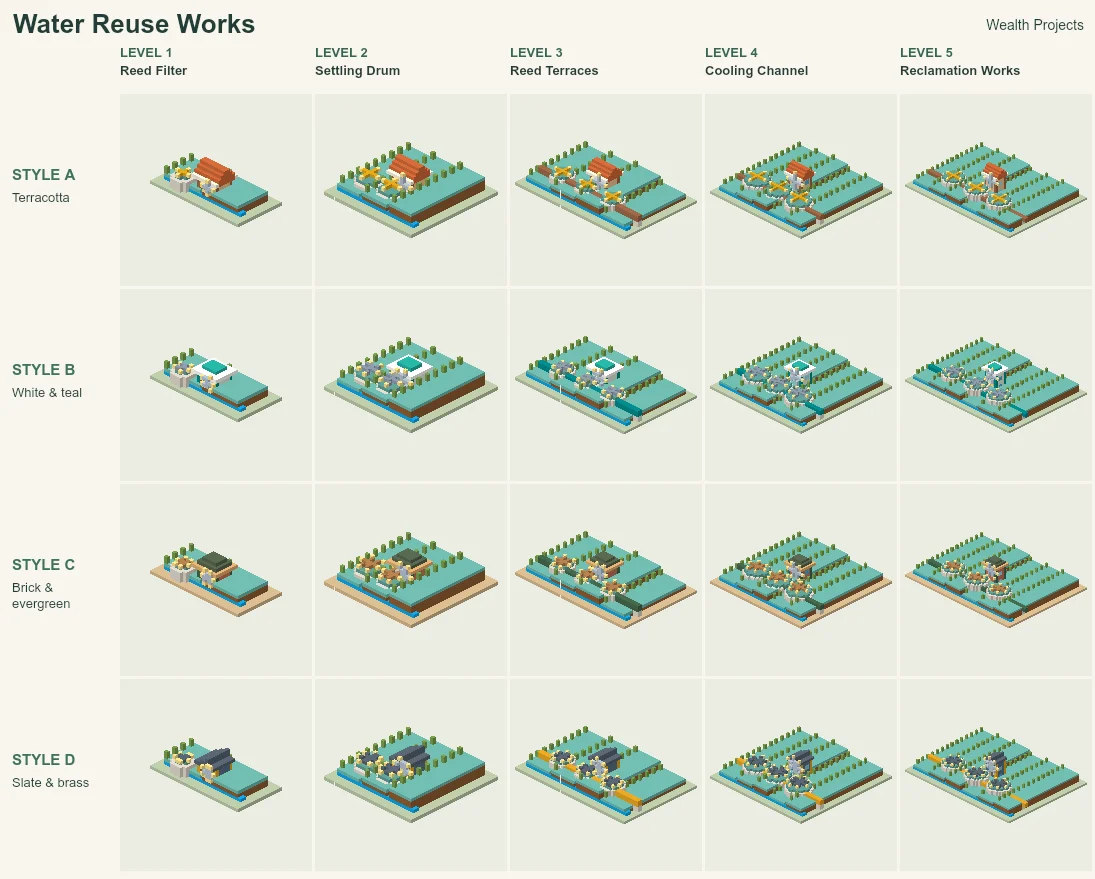 Water Reuse Works
Wealth Projects
LEVEL 1
Reed Filter
LEVEL 2
Settling Drum
LEVEL 3
Reed Terraces
LEVEL 4
Cooling Channel
LEVEL 5
Reclamation Works
STYLE A
Terracotta
STYLE B
White & teal
STYLE C
Brick &
evergreen
STYLE D
Slate & brass